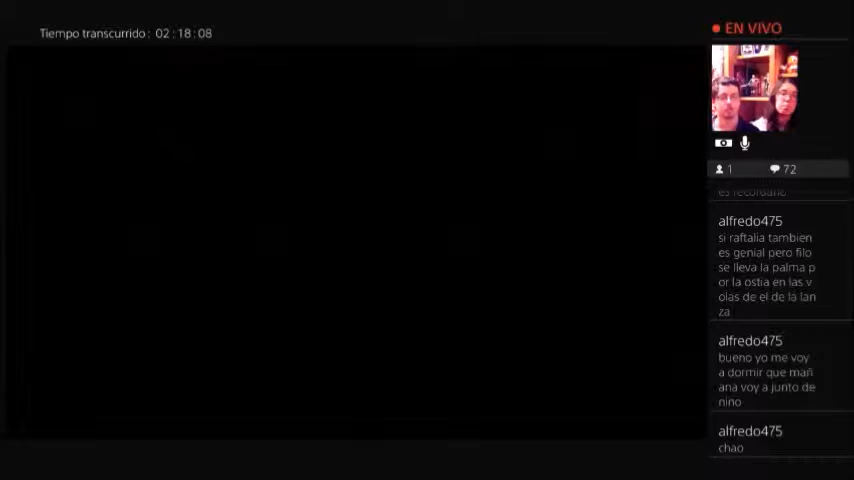 Tiempo transcurrido: 02:18:08
EN VIVO
1 72
es recordano
alfredo475
si raftalia tambien
es genial pero filo
se lleva la palma p
or la ostia en las v
olas de el de la lan
za
alfredo475
bueno yo me voy
a dormir que mañ
ana voy a junto de
nino
alfredo475
chao